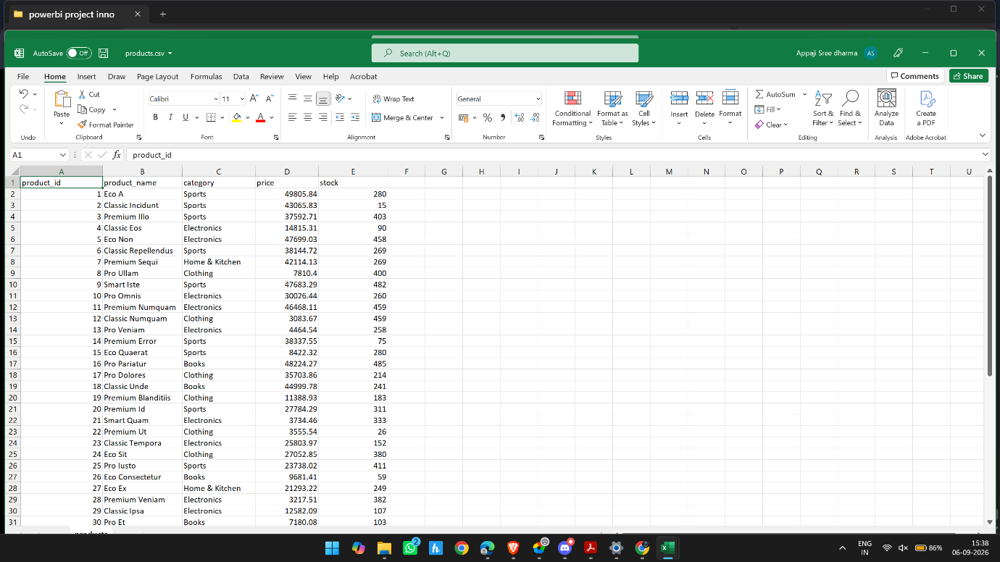 powerbi project inno
AutoSave Off products.csv Search (Alt+Q) Appaji Sree dharma AS
File Home Insert Draw Page Layout Formulas Data Review View Help Acrobat Comments Share
Paste Cut Copy Format Painter
Calibri 11 B I U
Wrap Text Merge & Center
General %
Conditional Formatting Format as Table Cell Styles
Insert Delete Format
AutoSum Fill Clear Sort & Filter Find & Select
Analyze Data Create a PDF
Undo Clipboard Font Alignment Number Styles Cells Editing Analysis Adobe Acrobat
A1 fx product_id
A B C D E F G H I J K L M N O P Q R S T U
1 product_id product_name category price stock
2 1 Eco A Sports 49805.84 280
3 2 Classic Incidunt Sports 43065.83 15
4 3 Premium Illo Sports 37592.71 403
5 4 Classic Eos Electronics 14815.31 90
6 5 Eco Non Electronics 47699.03 458
7 6 Classic Repellendus Sports 38144.72 269
8 7 Premium Sequi Home & Kitchen 42114.13 269
9 8 Pro Ullam Clothing 7810.4 400
10 9 Smart Iste Sports 47683.29 482
11 10 Pro Omnis Electronics 30026.44 260
12 11 Premium Numquam Electronics 46468.11 459
13 12 Classic Numquam Clothing 3083.67 459
14 13 Pro Veniam Electronics 4464.54 258
15 14 Premium Error Sports 38337.55 75
16 15 Eco Quaerat Sports 8422.32 280
17 16 Pro Pariatur Books 48224.27 485
18 17 Pro Dolores Clothing 35703.86 214
19 18 Classic Unde Books 44999.78 241
20 19 Premium Blanditiis Clothing 11388.93 183
21 20 Premium Id Sports 27784.29 311
22 21 Smart Quam Electronics 3734.46 333
23 22 Premium Ut Clothing 3555.54 26
24 23 Classic Tempora Electronics 25803.97 152
25 24 Eco Sit Clothing 27052.85 380
26 25 Pro Iusto Sports 23738.02 411
27 26 Eco Consectetur Books 9681.41 59
28 27 Eco Ex Home & Kitchen 21293.22 249
29 28 Premium Veniam Electronics 3217.51 382
30 29 Classic Ipsa Electronics 12582.09 107
31 30 Pro Et Books 7180.08 103
products
2 ENG IN 86% 15:38 06-09-2026